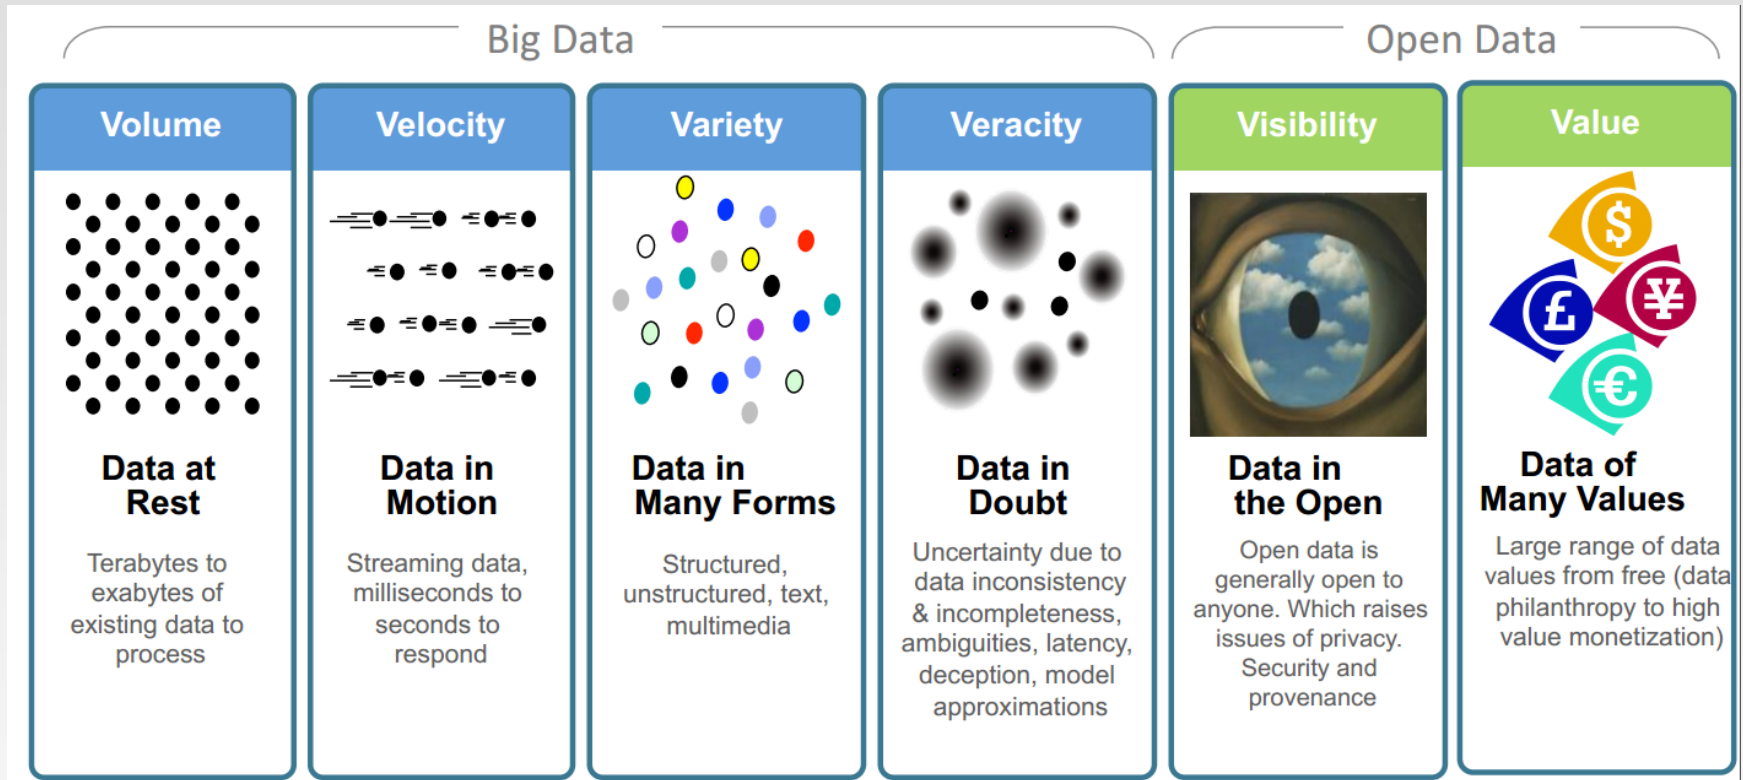 Big Data
Open Data
Volume
Data at
Rest
Terabytes to
exabytes of
existing data to
process
Velocity
Data in
Motion
Streaming data,
milliseconds to
seconds to
respond
Variety
Data in
Many Forms
Structured,
unstructured, text,
multimedia
Veracity
Data in
Doubt
Uncertainty due to
data inconsistency
& incompleteness,
ambiguities, latency,
deception, model
approximations
Visibility
Data in
the Open
Open data is
generally open to
anyone. Which raises
issues of privacy.
Security and
provenance
Value
$
£
¥
€
Data of
Many Values
Large range of data
values from free (data
philanthropy to high
value monetization)